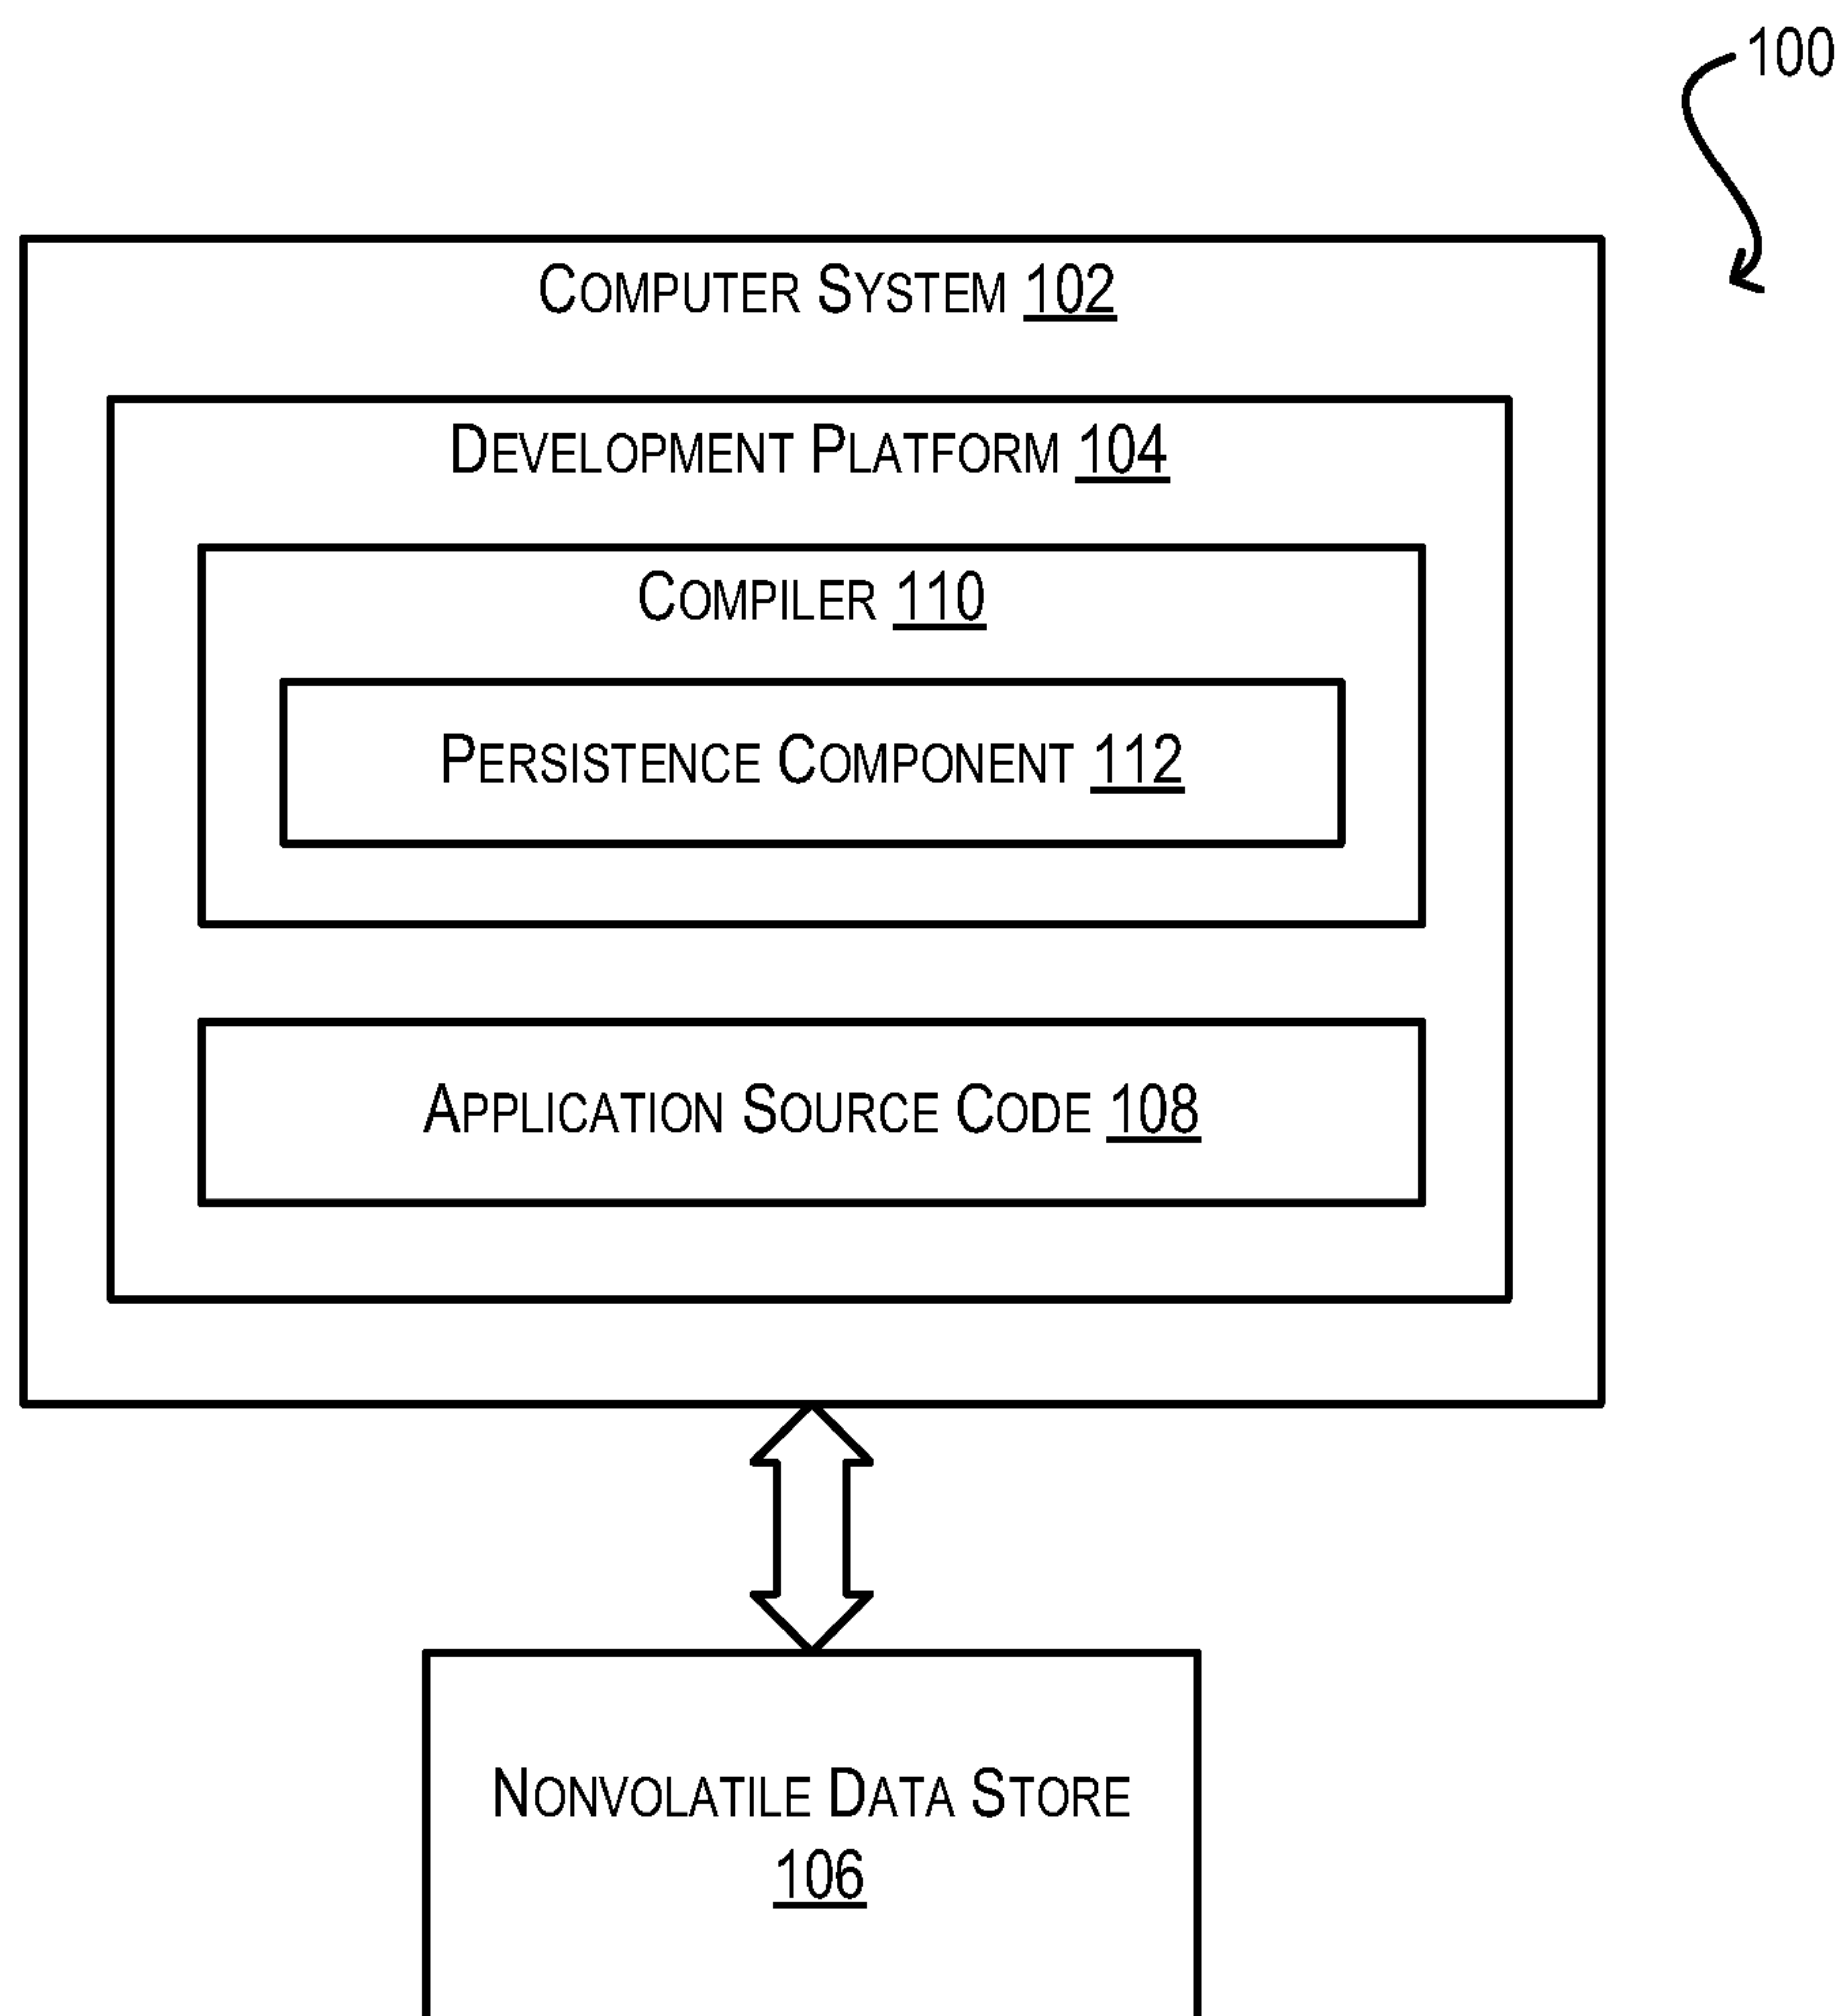 100
COMPUTER SYSTEM 102
DEVELOPMENT PLATFORM 104
COMPILER 110
PERSISTENCE COMPONENT 112
APPLICATION SOURCE CODE 108
NONVOLATILE DATA STORE
106